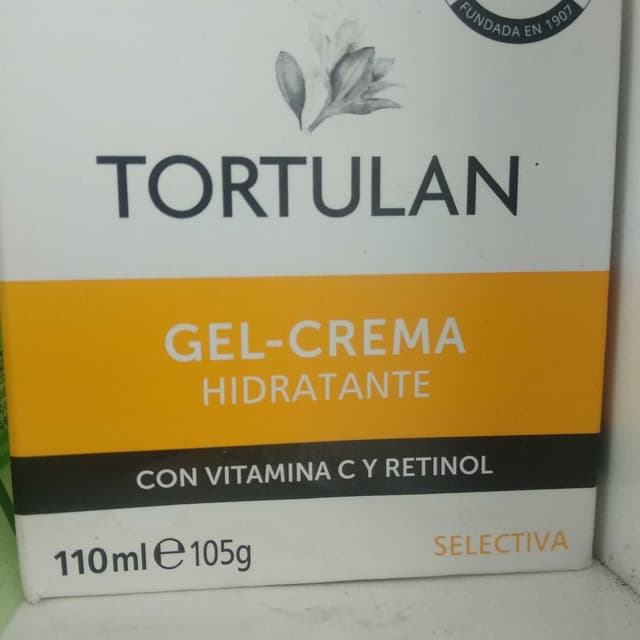 FUNDADA EN 1907
TORTULAN
GEL-CREMA
HIDRATANTE
CON VITAMINA C Y RETINOL
110ml e 105g
SELECTIVA